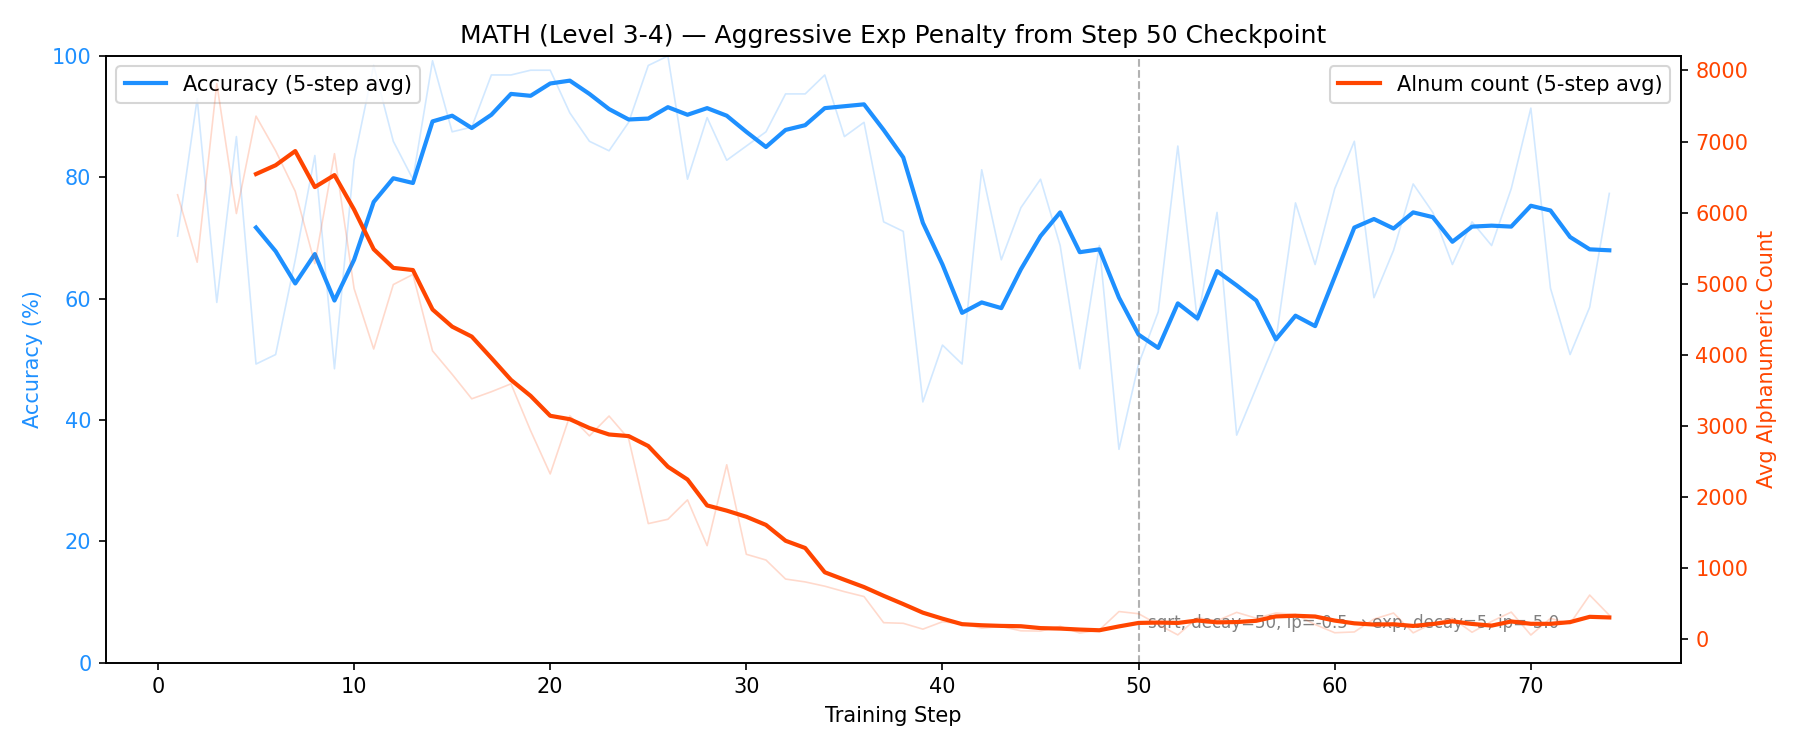 MATH (Level 3-4) — Aggressive Exp Penalty from Step 50 Checkpoint
Accuracy (5-step avg)
Alnum count (5-step avg)
Accuracy (%)
100
80
60
40
20
0
8000
7000
6000
5000
4000
3000
2000
1000
0
Avg Alphanumeric Count
sqrt, decay=50, lp=-0.5 → exp, decay=5, lp=-5.0
0 10 20 30 40 50 60 70
Training Step